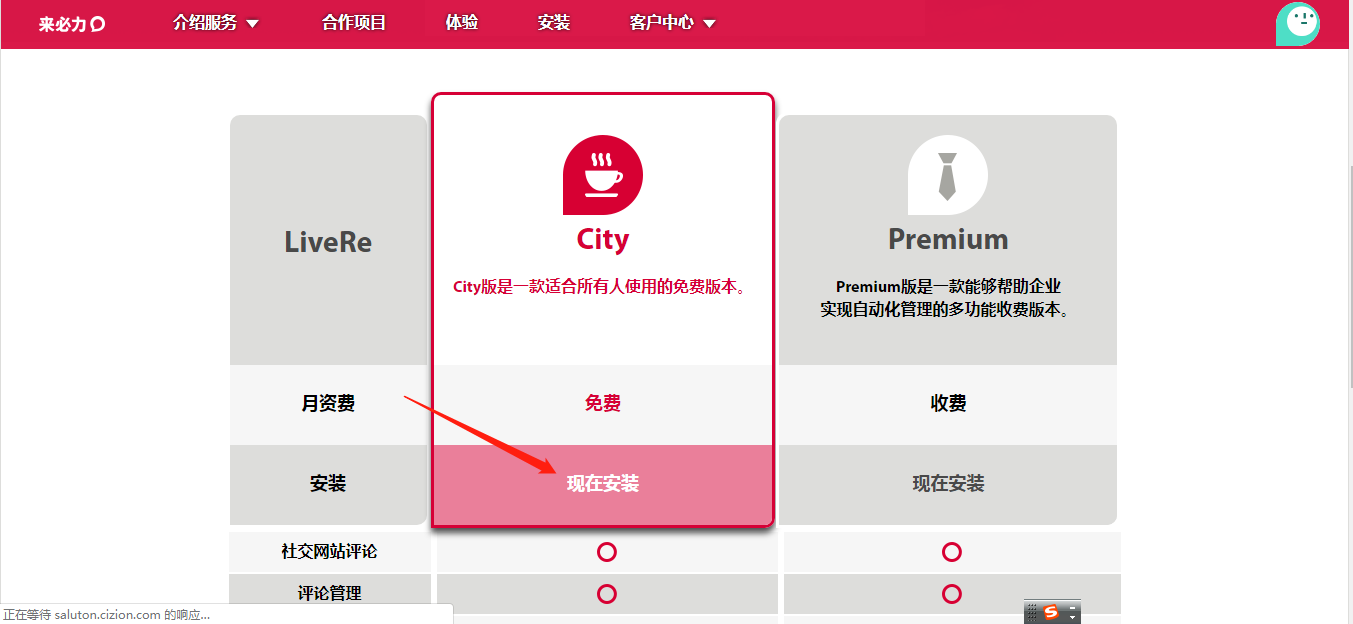 来必力
介绍服务
合作项目
体验
安装
客户中心
LiveRe
City
City版是一款适合所有人使用的免费版本。
Premium
Premium版是一款能够帮助企业
实现自动化管理的多功能收费版本。
月资费
免费
收费
安装
现在安装
现在安装
社交网站评论
评论管理
正在等待 saluton.cizion.com 的响应...